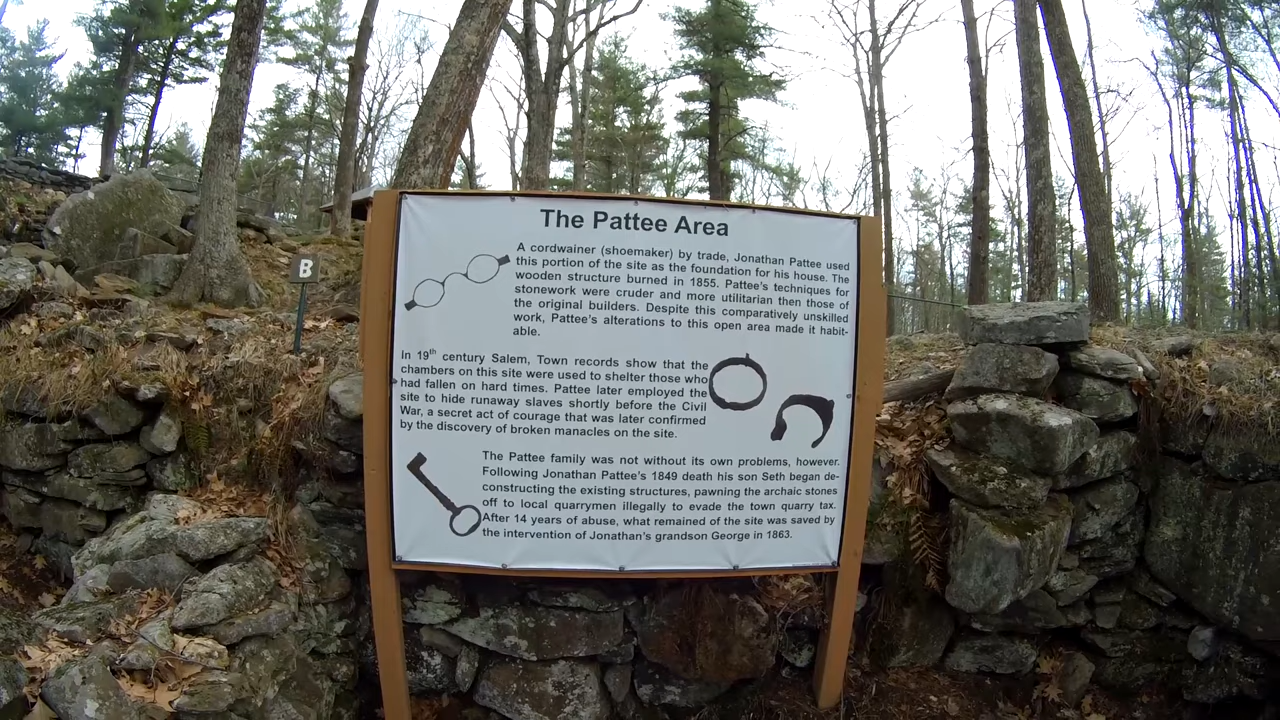 B
The Pattee Area
A cordwainer (shoemaker) by trade, Jonathan Pattee used
this portion of the site as the foundation for his house. The
wooden structure burned in 1855. Pattee's techniques for
stonework were cruder and more utilitarian then those of
the original builders. Despite this comparatively unskilled
work, Pattee's alterations to this open area made it habit-
able.
In 19th century Salem, Town records show that the
chambers on this site were used to shelter those who
had fallen on hard times. Pattee later employed the
site to hide runaway slaves shortly before the Civil
War, a secret act of courage that was later confirmed
by the discovery of broken manacles on the site.
The Pattee family was not without its own problems, however.
Following Jonathan Pattee's 1849 death his son Seth began de-
constructing the existing structures, pawning the archaic stones
off to local quarrymen illegally to evade the town quarry tax.
After 14 years of abuse, what remained of the site was saved by
the intervention of Jonathan's grandson George in 1863.